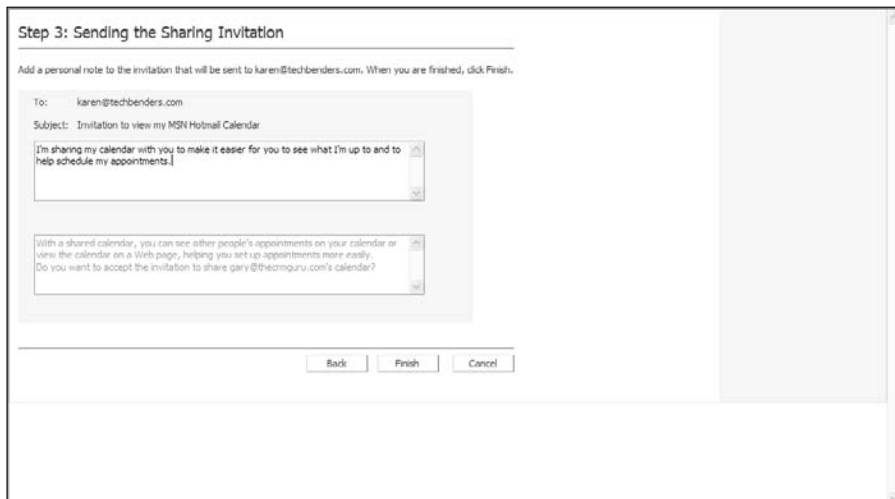 Step 3: Sending the Sharing Invitation
Add a personal note to the invitation that will be sent to karen@techbenders.com. When you are finished, click Finish.
To: karen@techbenders.com
Subject: Invitation to view my MSN Hotmail Calendar
I'm sharing my calendar with you to make it easier for you to see what I'm up to and to
help schedule my appointments.
With a shared calendar, you can see other people's appointments on your calendar or
view the calendar on a Web page, helping you set up appointments more easily.
Do you want to accept the invitation to share gary@thecrmguru.com's calendar?
Back Finish Cancel